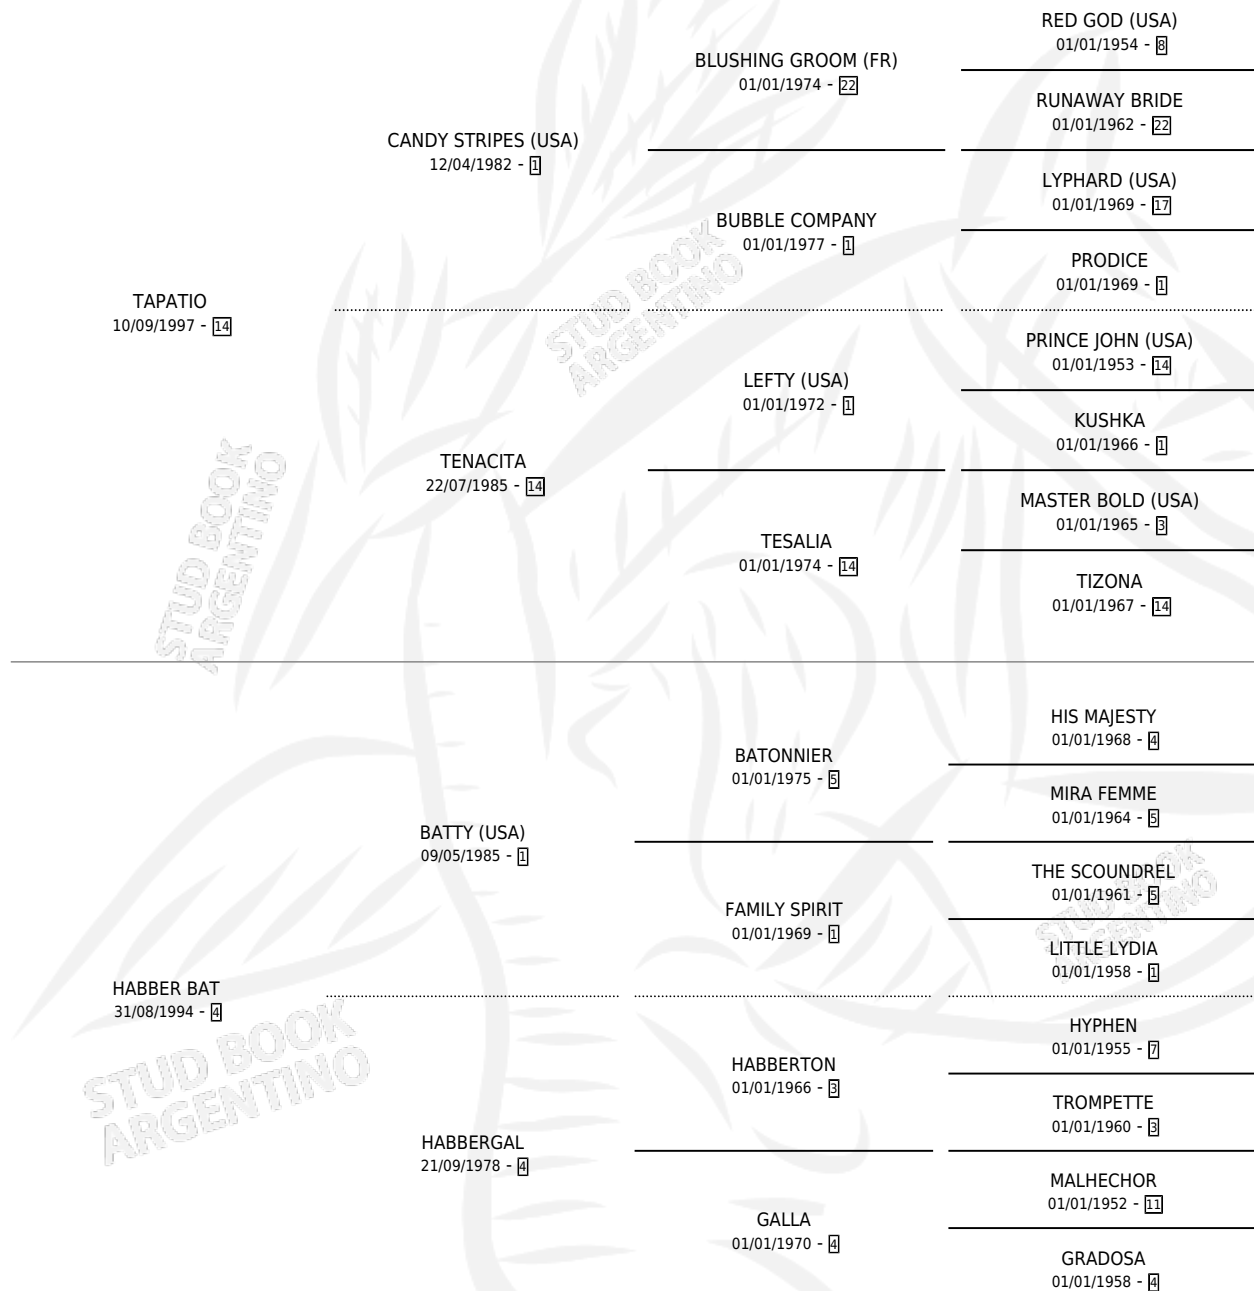 RED GOD (USA)
01/01/1954 - 8
BLUSHING GROOM (FR)
01/01/1974 - 22
RUNAWAY BRIDE
01/01/1962 - 22
CANDY STRIPES (USA)
12/04/1982 - 1
LYPHARD (USA)
01/01/1969 - 17
BUBBLE COMPANY
01/01/1977 - 1
PRODICE
01/01/1969 - 1
TAPATIO
10/09/1997 - 14
PRINCE JOHN (USA)
01/01/1953 - 14
LEFTY (USA)
01/01/1972 - 1
KUSHKA
01/01/1966 - 1
TENACITA
22/07/1985 - 14
MASTER BOLD (USA)
01/01/1965 - 3
TESALIA
01/01/1974 - 14
TIZONA
01/01/1967 - 14
STUD BOOK
ARGENTINO
STUD BOOK
ARGENTINO
HIS MAJESTY
01/01/1968 - 4
BATONNIER
01/01/1975 - 5
MIRA FEMME
01/01/1964 - 5
BATTY (USA)
09/05/1985 - 1
THE SCOUNDREL
01/01/1961 - 5
FAMILY SPIRIT
01/01/1969 - 1
LITTLE LYDIA
01/01/1958 - 1
STUD BOOK
ARGENTINO
HABBER BAT
31/08/1994 - 4
HYPHEN
01/01/1955 - 7
HABBERTON
01/01/1966 - 3
TROMPETTE
01/01/1960 - 3
HABBERGAL
21/09/1978 - 4
MALHECHOR
01/01/1952 - 11
GALLA
01/01/1970 - 4
GRADOSA
01/01/1958 - 4
STUD BOOK
ARGENTINO